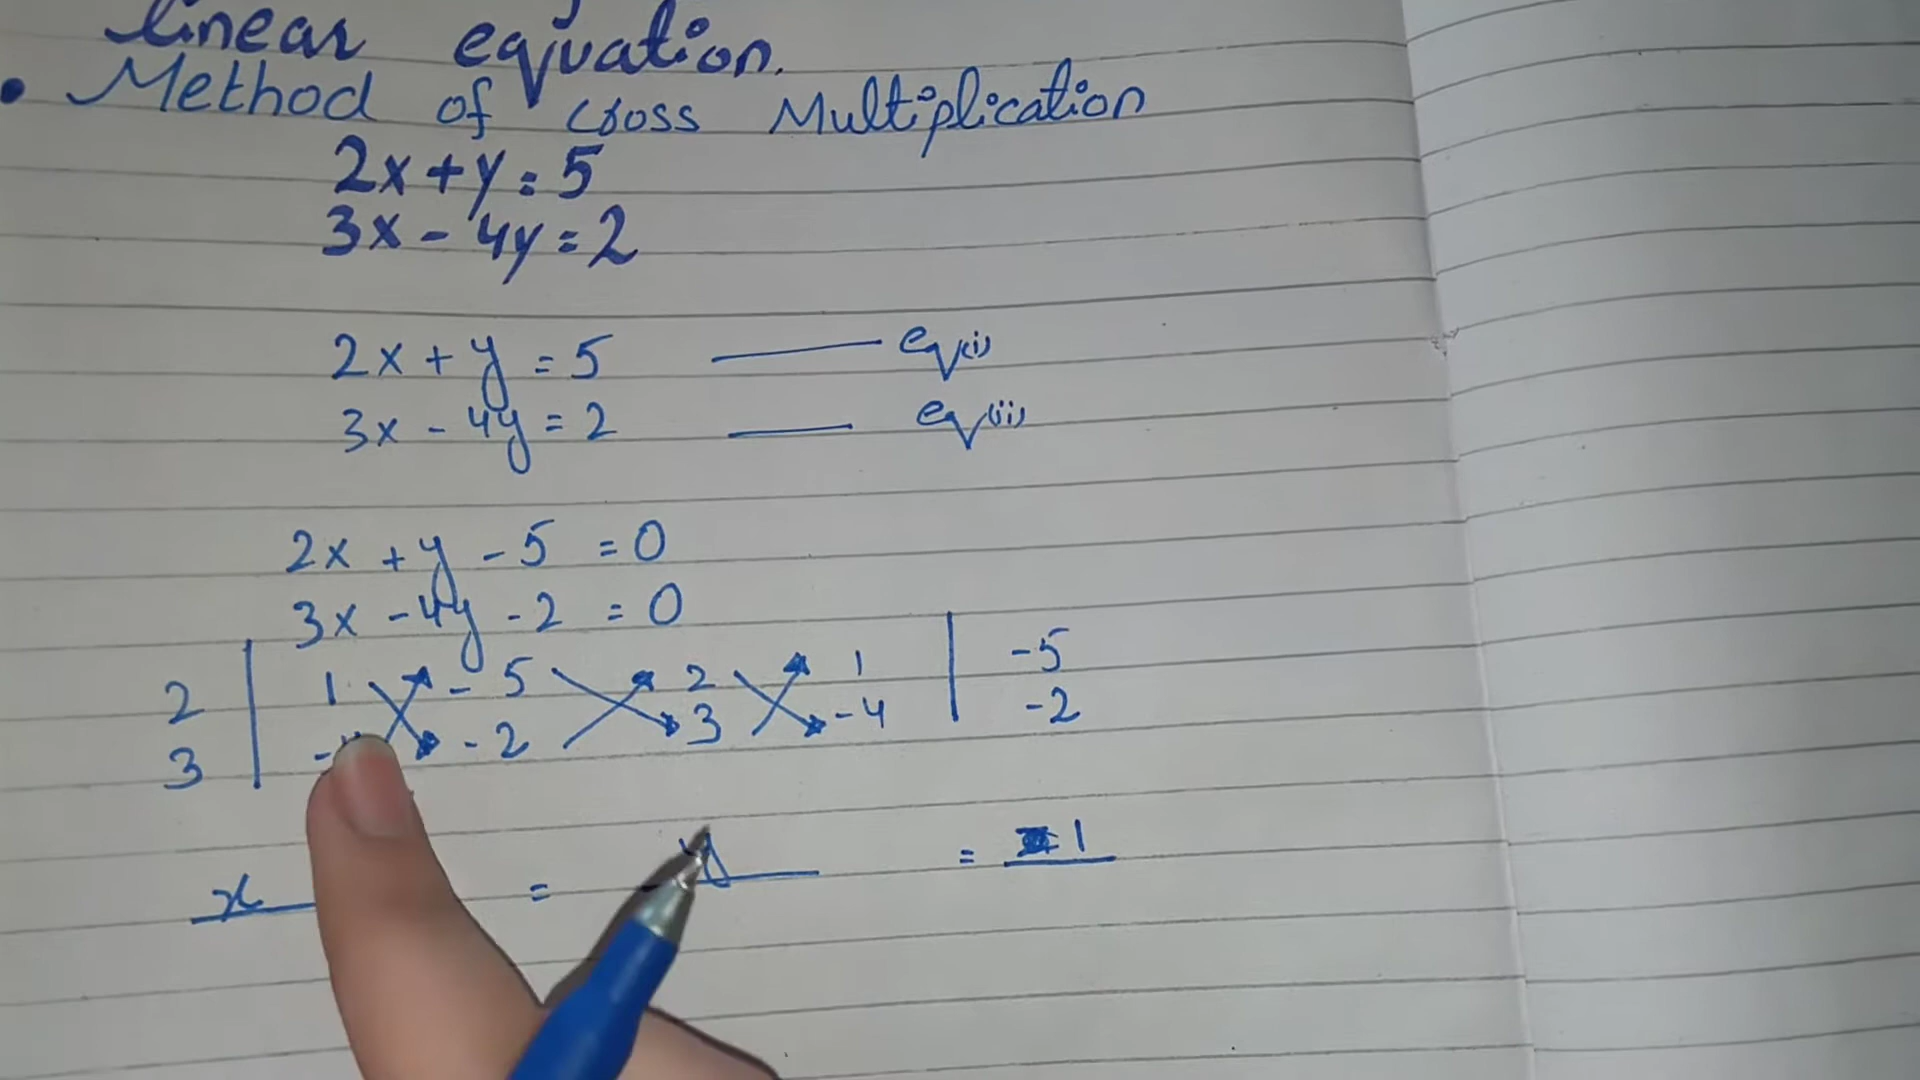 linear equation.
• Method of cross Multiplication
2x + y = 5
3x - 4y = 2
2x + y = 5 —— eq(i)
3x - 4y = 2 —— eq(ii)
2x + y - 5 = 0
3x - 4y - 2 = 0
2 | 1 - 5 2 1 | -5
3 | - - 2 3 -4 | -2
x = y = 1